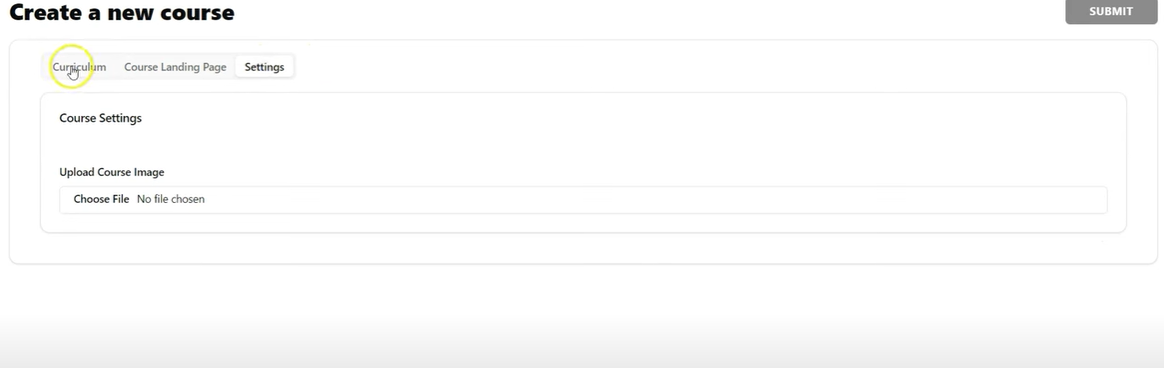 Create a new course
SUBMIT
Curriculum Course Landing Page Settings
Course Settings
Upload Course Image
Choose File No file chosen